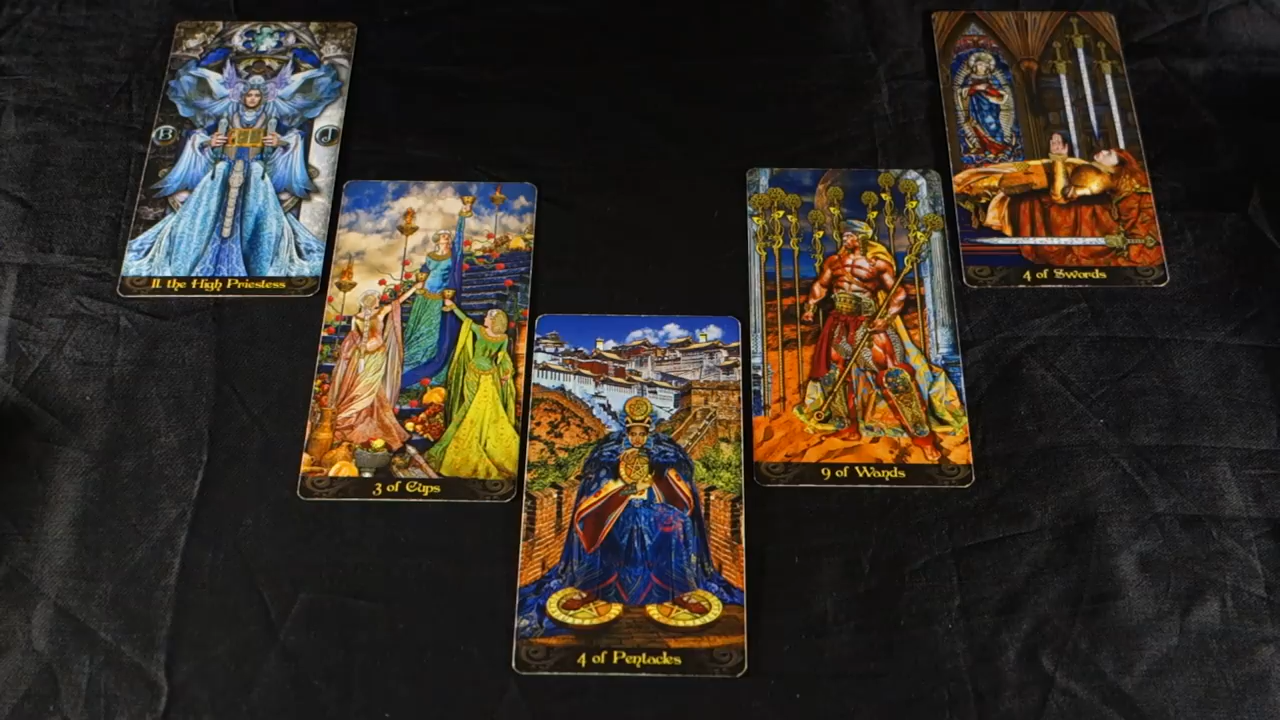 B
J
II. the High Priestess
3 of Cups
4 of Pentacles
9 of Wands
4 of Swords